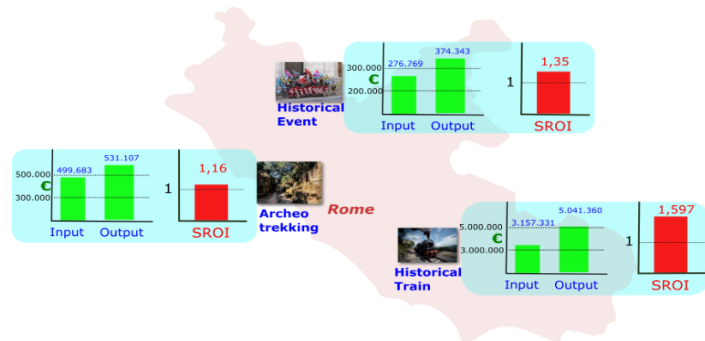 374.343
276.769
300.000
€
200.000
Input Output
1,35
1
SROI
Historical
Event
531.107
499.683
500.000
€
300.000
Input Output
1,16
1
SROI
Archeo
trekking
Rome
5.041.360
3.157.331
5.000.000
€
3.000.000
Input Output
1,597
1
SROI
Historical
Train